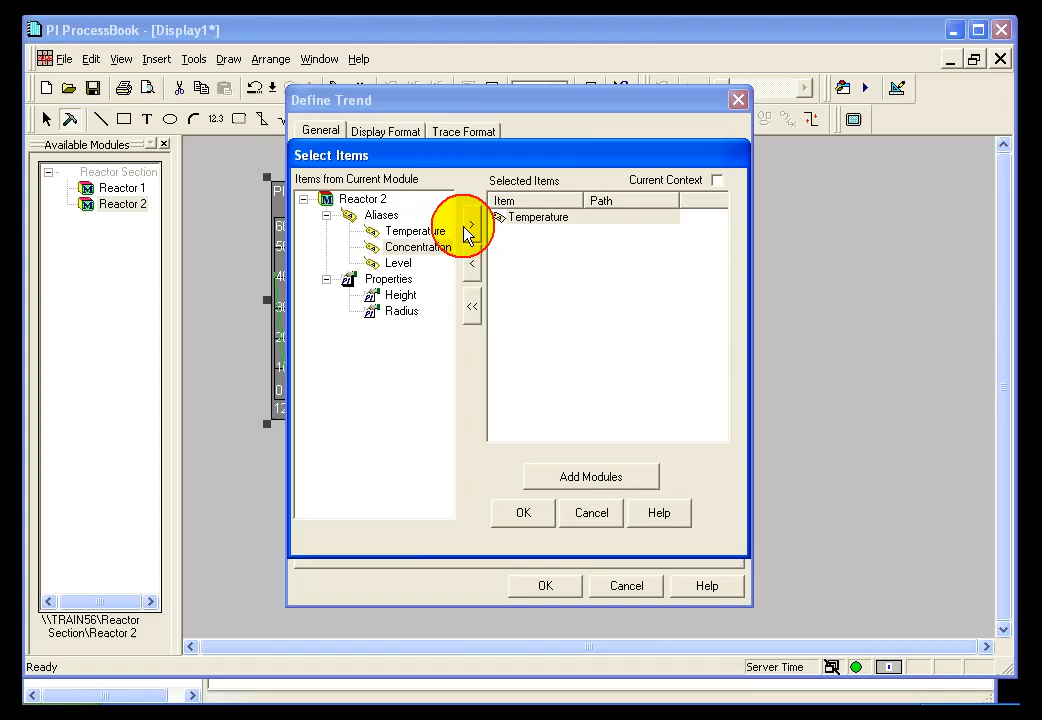 PI ProcessBook - [Display1*]
File Edit View Insert Tools Draw Arrange Window Help
T 12.3
Available Modules
Reactor Section
Reactor 1
Reactor 2
\\TRAIN56\Reactor
Section\Reactor 2
Define Trend
General Display Format Trace Format
Select Items
Items from Current Module
Reactor 2
Aliases
Temperature
Concentration
Level
Properties
Height
Radius
>
<
<<
Selected Items Current Context
Item Path
Temperature
Add Modules
OK Cancel Help
OK Cancel Help
Ready Server Time